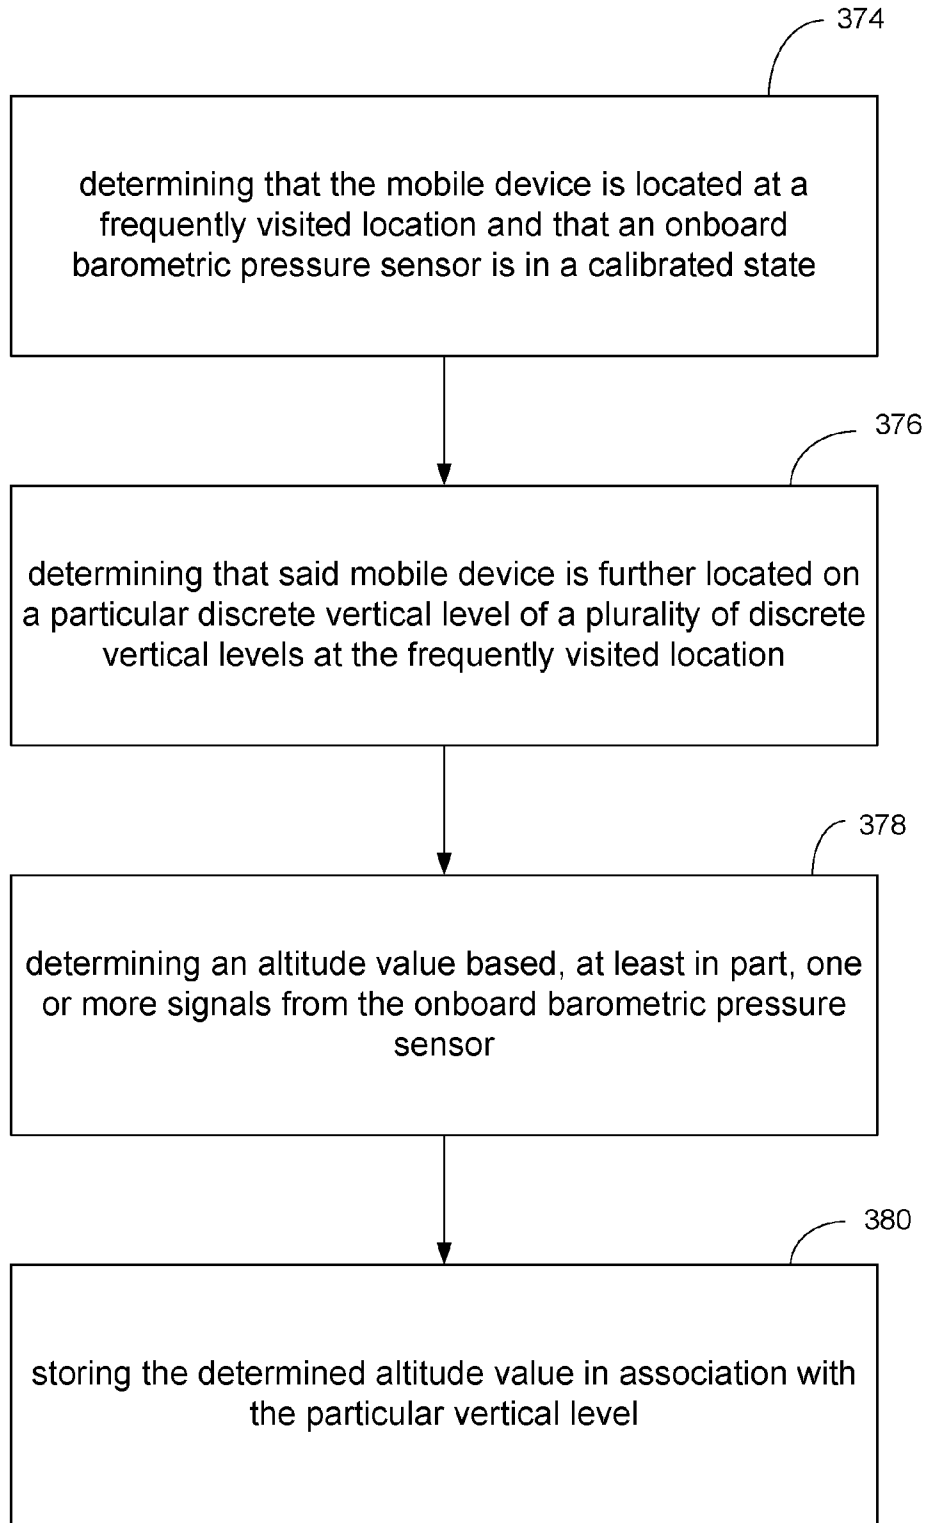 374
determining that the mobile device is located at a
frequently visited location and that an onboard
barometric pressure sensor is in a calibrated state
376
determining that said mobile device is further located on
a particular discrete vertical level of a plurality of discrete
vertical levels at the frequently visited location
378
determining an altitude value based, at least in part, one
or more signals from the onboard barometric pressure
sensor
380
storing the determined altitude value in association with
the particular vertical level